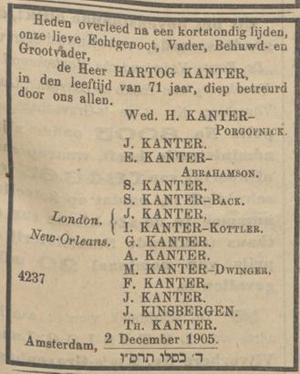 Heden overleed na een kortstondig lijden,
onze lieve Echtgenoot, Vader, Behuwd- en
Grootvader,
de Heer HARTOG KANTER,
in den leeftijd van 71 jaar, diep betreurd
door ons allen.
Wed. H. KANTER-
PORGOFNICK.
J. KANTER.
E. KANTER-
ABRAHAMSON.
S. KANTER.
S. KANTER-BACK.
London. { J. KANTER.
I. KANTER-KOTTLER.
New-Orleans. G. KANTER.
A. KANTER.
M. KANTER-DWINGER.
4237 F. KANTER.
J. KANTER.
J. KINSBERGEN.
TH. KANTER.
Amsterdam, 2 December 1905.
ד׳ בכסלו תרס״ו